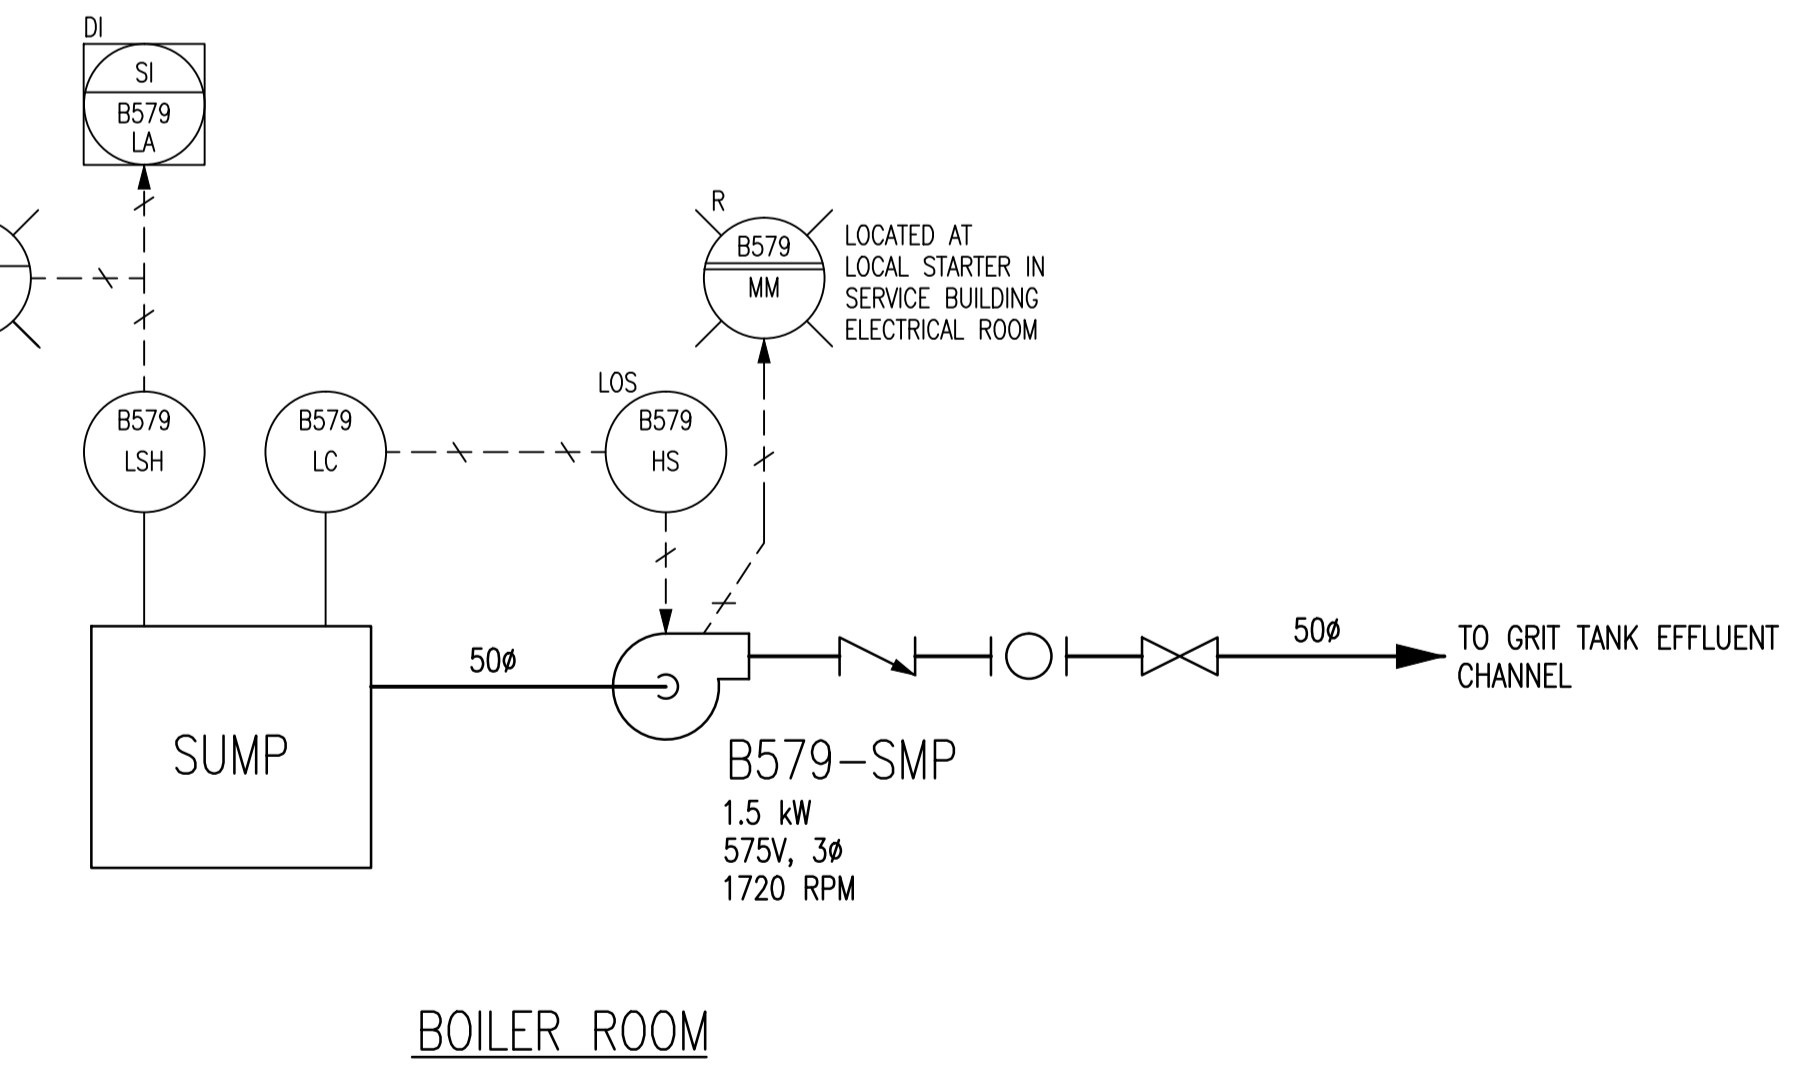 DI
SI
B579
LA
R
B579
MM
LOCATED AT
LOCAL STARTER IN
SERVICE BUILDING
ELECTRICAL ROOM
B579
LSH
B579
LC
LOS
B579
HS
50ø
50ø
TO GRIT TANK EFFLUENT
CHANNEL
SUMP
B579-SMP
1.5 kW
575V, 3ø
1720 RPM
BOILER ROOM